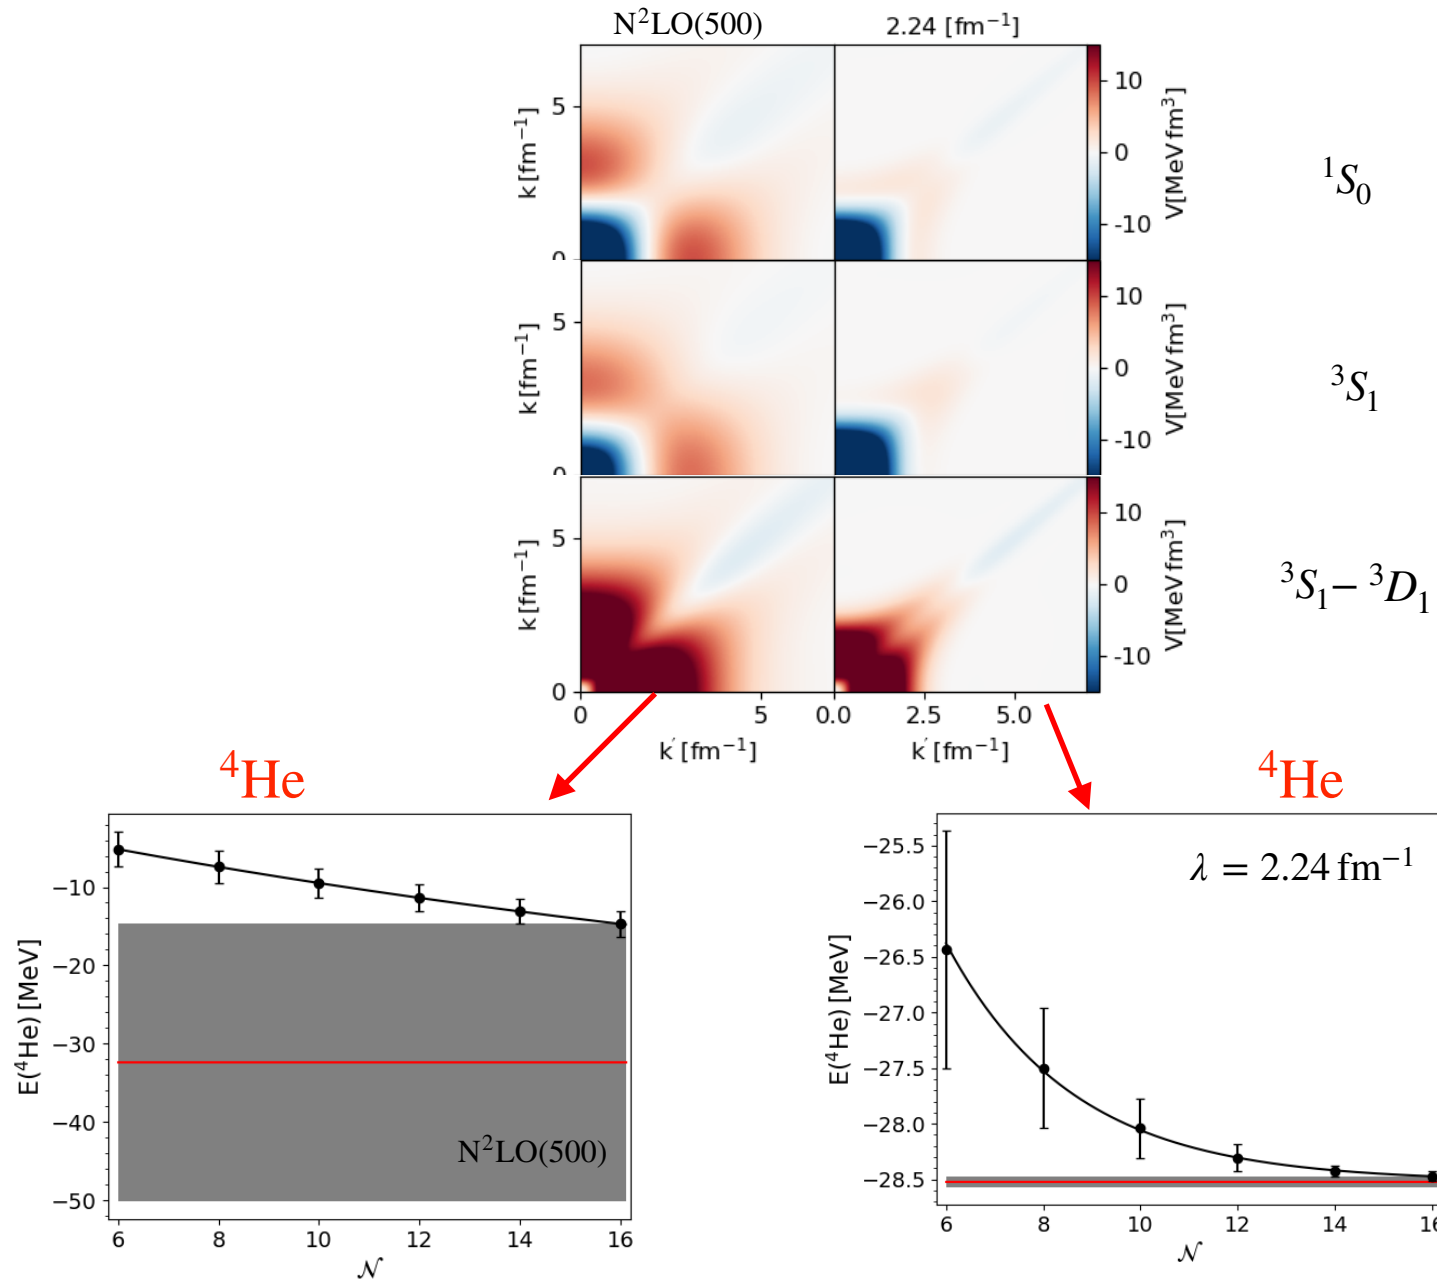 N²LO(500) 2.24 [fm⁻¹]
k [fm⁻¹] 5 0 10 0 -10 V[MeV fm³] ¹S₀
k [fm⁻¹] 5 0 10 0 -10 V[MeV fm³] ³S₁
k [fm⁻¹] 5 0 10 0 -10 V[MeV fm³] ³S₁− ³D₁
0 5 0.0 2.5 5.0
k′ [fm⁻¹] k′ [fm⁻¹]
⁴He
E(⁴He) [MeV]
−10
−20
−30
−40
−50
N²LO(500)
6 8 10 12 14 16
𝒩
⁴He
λ = 2.24 fm⁻¹
E(⁴He) [MeV]
−25.5
−26.0
−26.5
−27.0
−27.5
−28.0
−28.5
6 8 10 12 14 16
𝒩